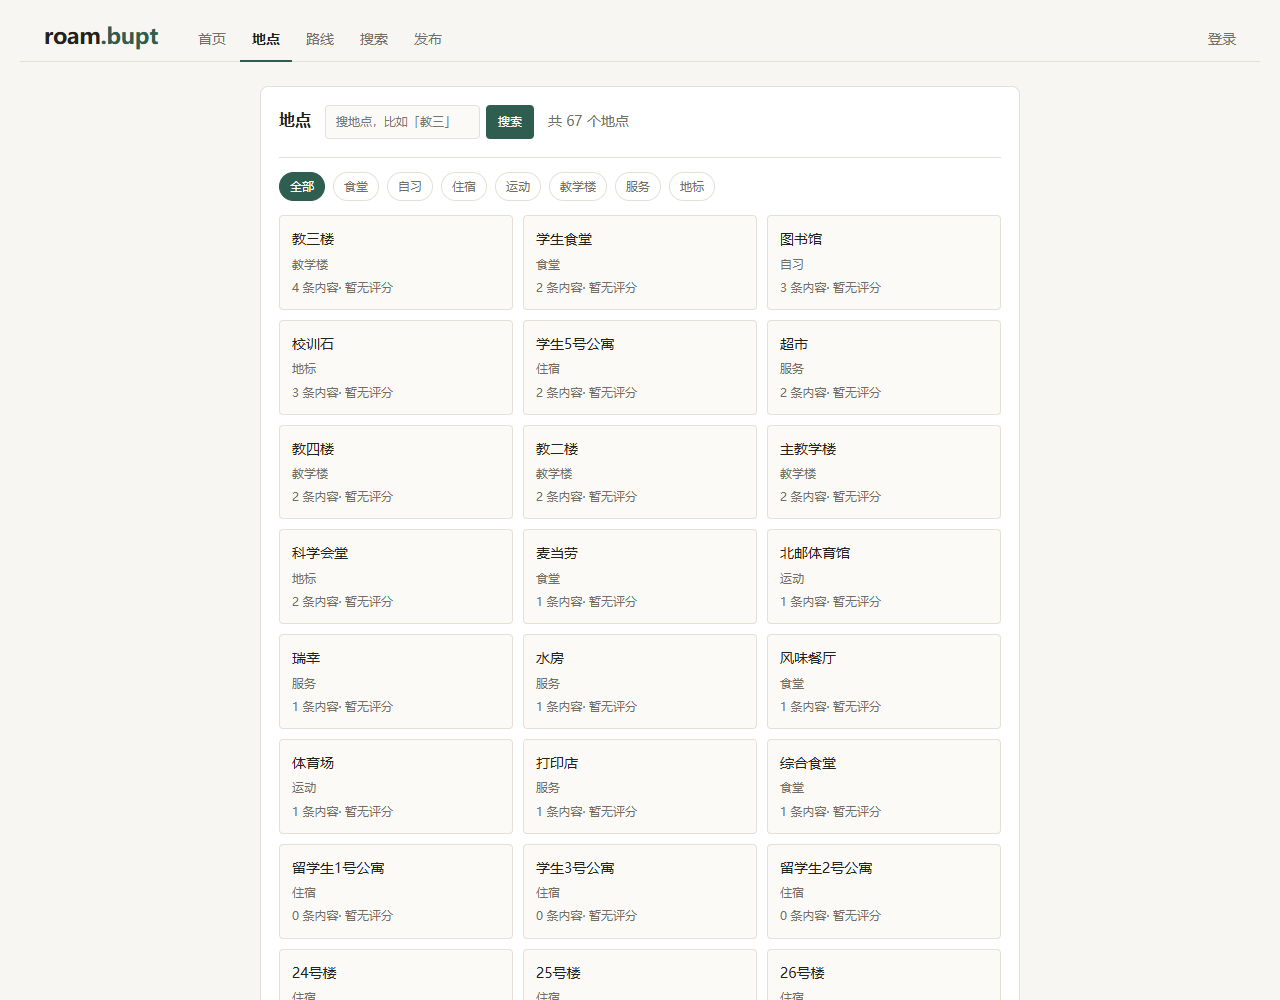 roam.bupt 首页 地点 路线 搜索 发布 登录
地点 搜地点，比如「教三」 搜索 共 67 个地点
全部 食堂 自习 住宿 运动 教学楼 服务 地标
教三楼 学生食堂 图书馆
教学楼 食堂 自习
4 条内容· 暂无评分 2 条内容· 暂无评分 3 条内容· 暂无评分
校训石 学生5号公寓 超市
地标 住宿 服务
3 条内容· 暂无评分 2 条内容· 暂无评分 2 条内容· 暂无评分
教四楼 教二楼 主教学楼
教学楼 教学楼 教学楼
2 条内容· 暂无评分 2 条内容· 暂无评分 2 条内容· 暂无评分
科学会堂 麦当劳 北邮体育馆
地标 食堂 运动
2 条内容· 暂无评分 1 条内容· 暂无评分 1 条内容· 暂无评分
瑞幸 水房 风味餐厅
服务 服务 食堂
1 条内容· 暂无评分 1 条内容· 暂无评分 1 条内容· 暂无评分
体育场 打印店 综合食堂
运动 服务 食堂
1 条内容· 暂无评分 1 条内容· 暂无评分 1 条内容· 暂无评分
留学生1号公寓 学生3号公寓 留学生2号公寓
住宿 住宿 住宿
0 条内容· 暂无评分 0 条内容· 暂无评分 0 条内容· 暂无评分
24号楼 25号楼 26号楼
住宿 住宿 住宿